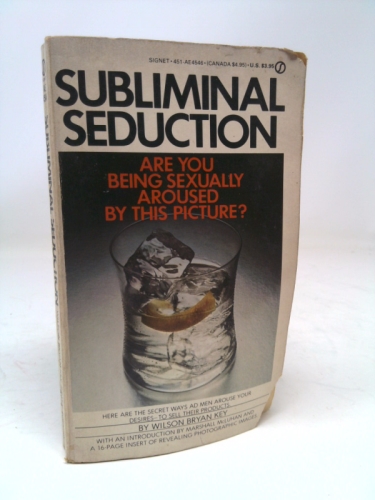 SIGNET • 451-AE4946 • (CANADA $4.95) • U.S. $3.95
SUBLIMINAL
SEDUCTION
ARE YOU
BEING SEXUALLY
AROUSED
BY THIS PICTURE?
HERE ARE THE SECRET WAYS AD MEN AROUSE YOUR
DESIRES—TO SELL THEIR PRODUCTS.
BY WILSON BRYAN KEY
WITH AN INTRODUCTION BY MARSHALL McLUHAN AND
A 16-PAGE INSERT OF REVEALING PHOTOGRAPHIC IMAGES